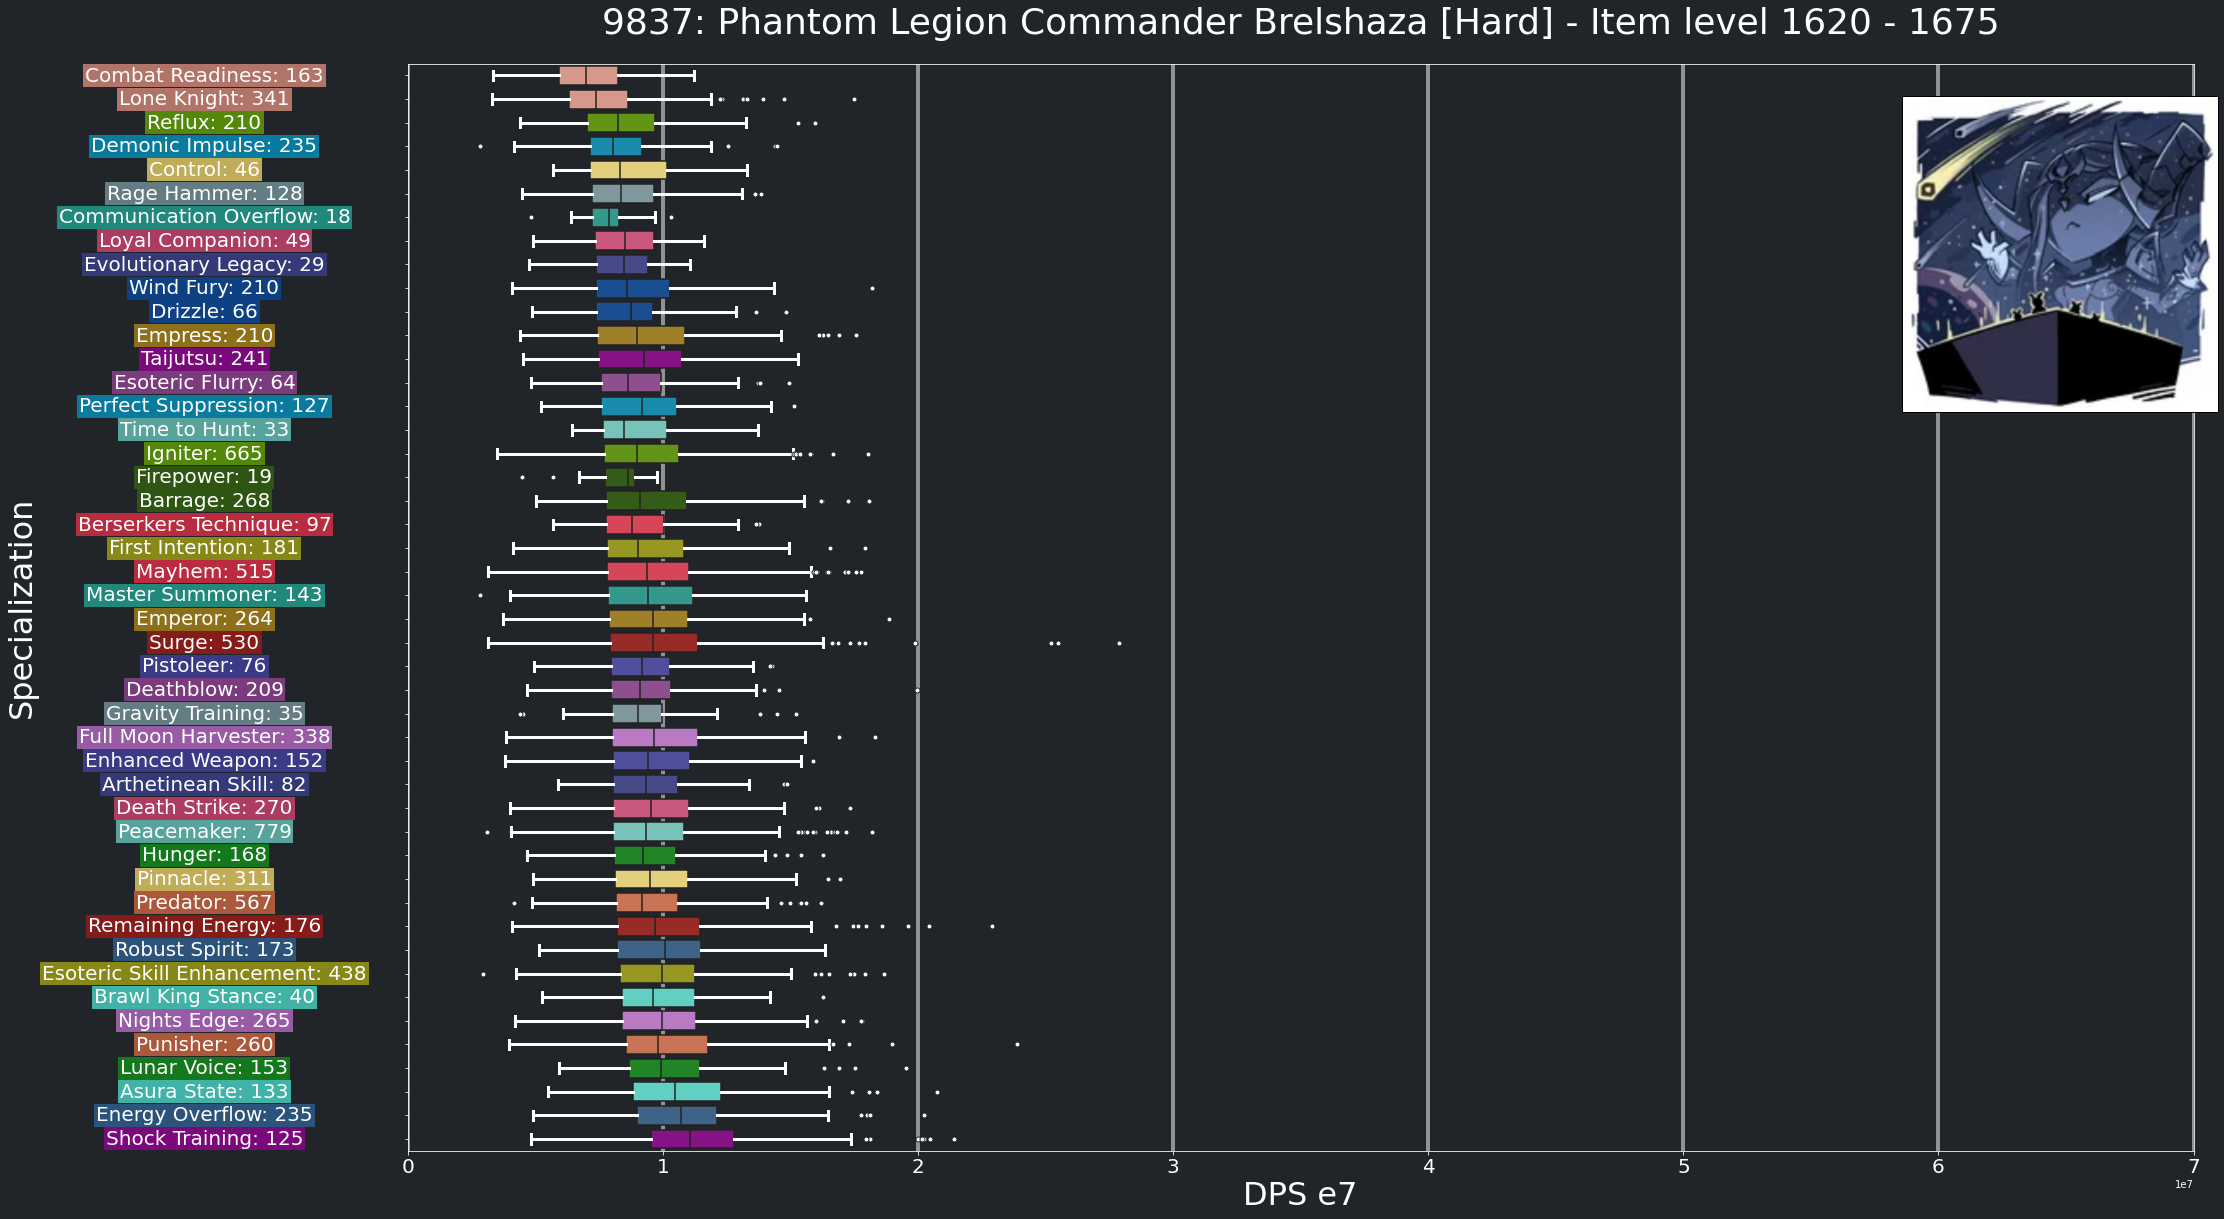 9837: Phantom Legion Commander Brelshaza [Hard] - Item level 1620 - 1675
Specialization
Combat Readiness: 163
Lone Knight: 341
Reflux: 210
Demonic Impulse: 235
Control: 46
Rage Hammer: 128
Communication Overflow: 18
Loyal Companion: 49
Evolutionary Legacy: 29
Wind Fury: 210
Drizzle: 66
Empress: 210
Taijutsu: 241
Esoteric Flurry: 64
Perfect Suppression: 127
Time to Hunt: 33
Igniter: 665
Firepower: 19
Barrage: 268
Berserkers Technique: 97
First Intention: 181
Mayhem: 515
Master Summoner: 143
Emperor: 264
Surge: 530
Pistoleer: 76
Deathblow: 209
Gravity Training: 35
Full Moon Harvester: 338
Enhanced Weapon: 152
Arthetinean Skill: 82
Death Strike: 270
Peacemaker: 779
Hunger: 168
Pinnacle: 311
Predator: 567
Remaining Energy: 176
Robust Spirit: 173
Esoteric Skill Enhancement: 438
Brawl King Stance: 40
Nights Edge: 265
Punisher: 260
Lunar Voice: 153
Asura State: 133
Energy Overflow: 235
Shock Training: 125
0 1 2 3 4 5 6 7
1e7
DPS e7